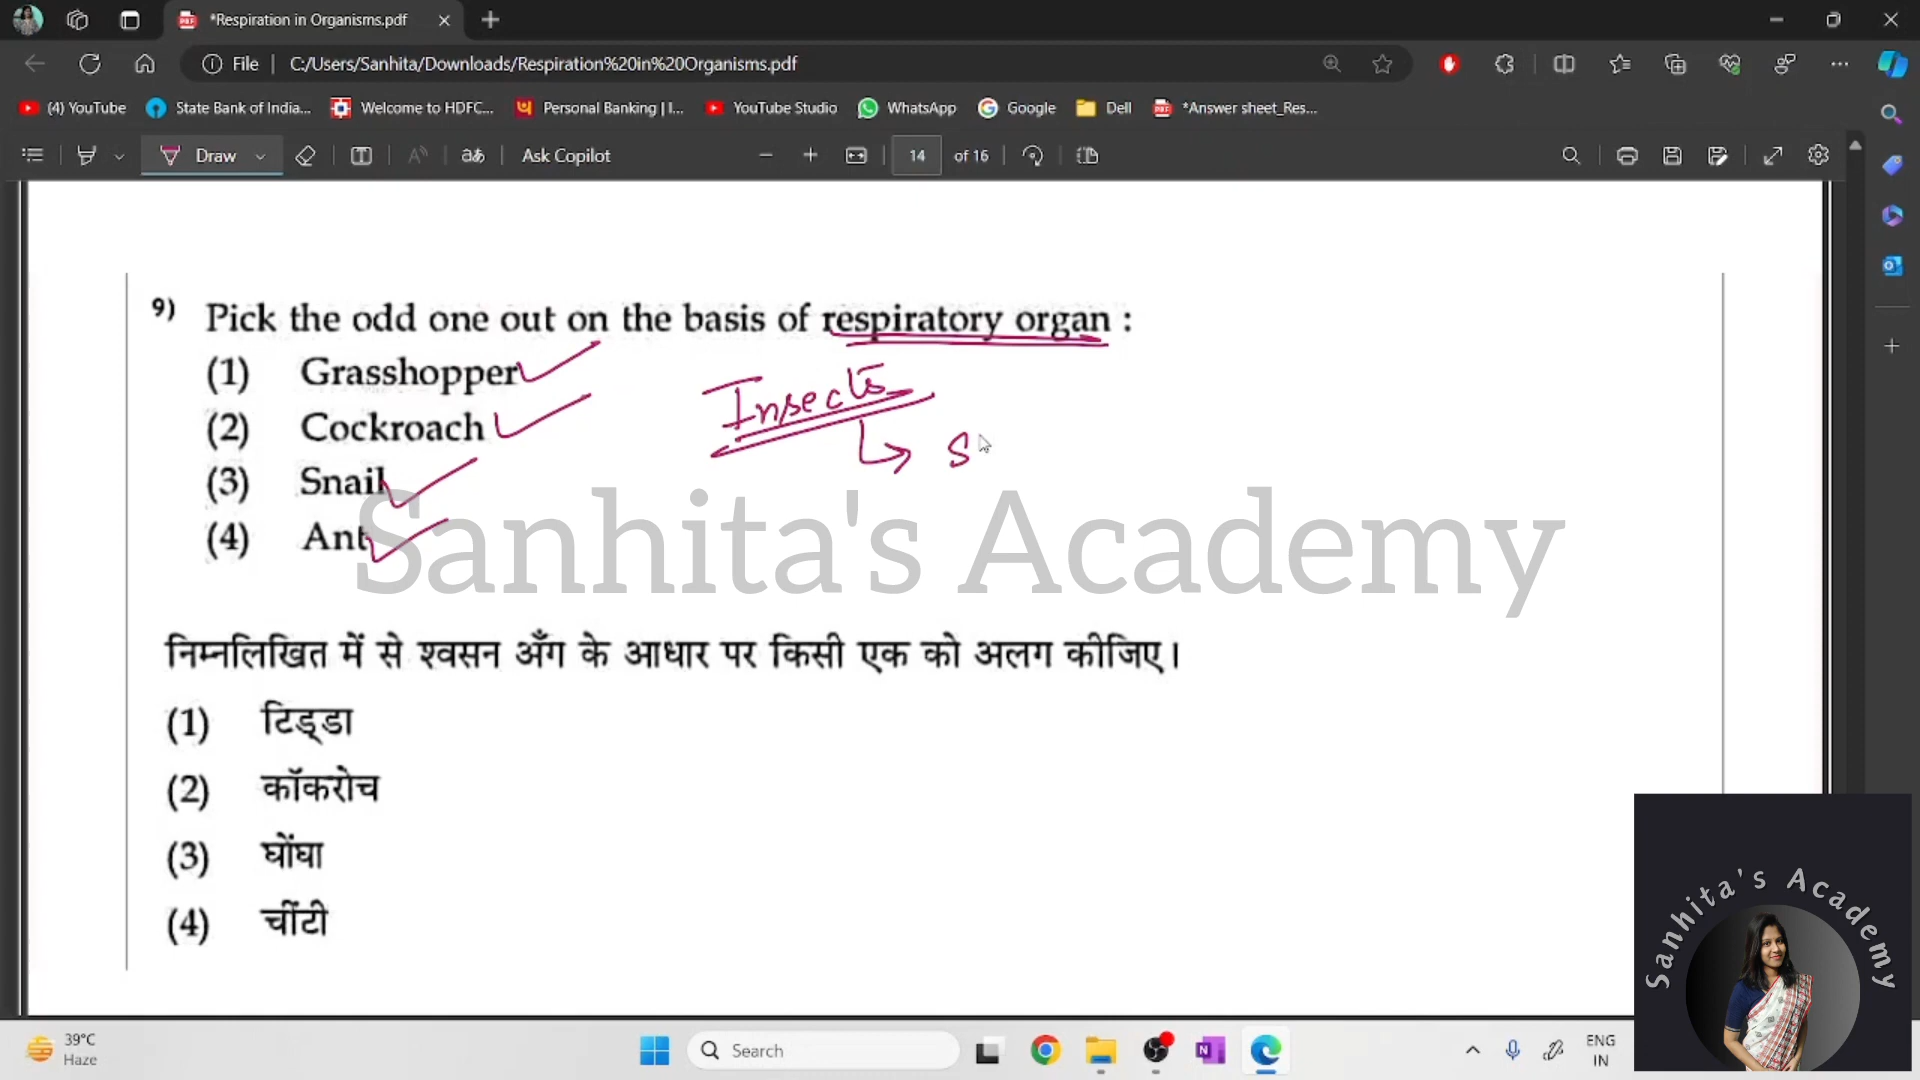 *Respiration in Organisms.pdf
File
C:/Users/Sanhita/Downloads/Respiration%20in%20Organisms.pdf
(4) YouTube
State Bank of India...
Welcome to HDFC...
Personal Banking | I...
YouTube Studio
WhatsApp
Google
Dell
*Answer sheet_Res...
Draw
Ask Copilot
14 of 16
9) Pick the odd one out on the basis of respiratory organ :
(1) Grasshopper
(2) Cockroach
(3) Snail
(4) Ant
Insects
S
Sanhita's Academy
निम्नलिखित में से श्वसन अँग के आधार पर किसी एक को अलग कीजिए।
(1) टिड्डा
(2) कॉकरोच
(3) घोंघा
(4) चींटी
Sanhita's Academy
39°C
Haze
Search
ENG
IN